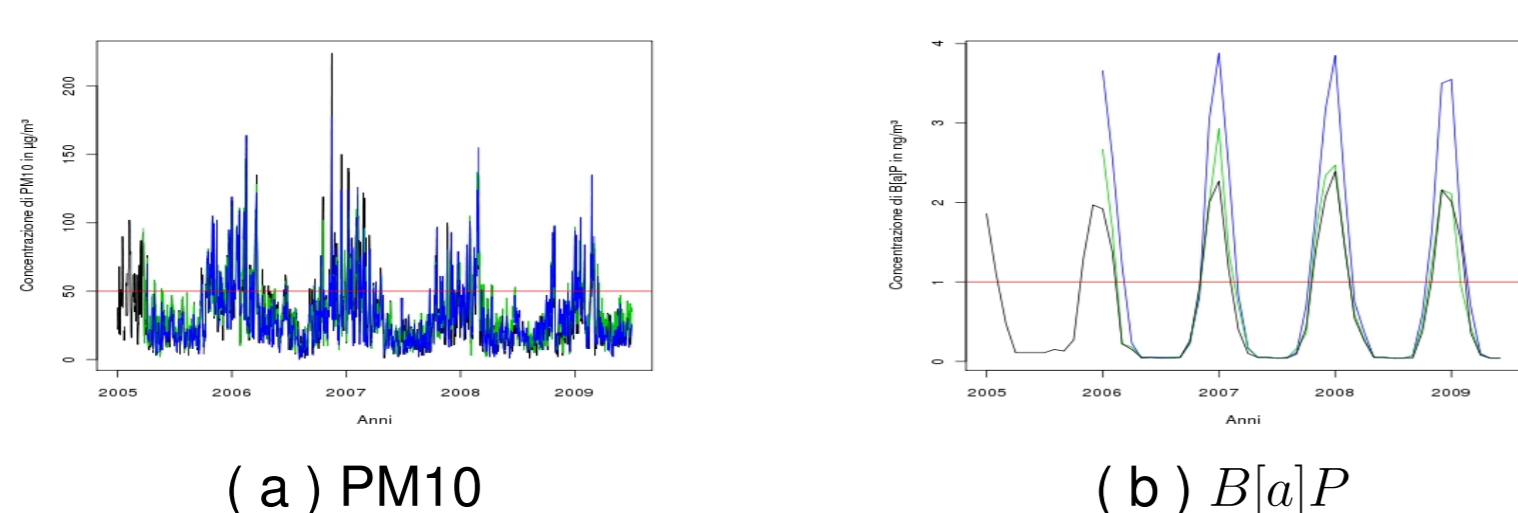 Concentrazione di PM10 in µg/m³
200
150
100
50
0
2005 2006 2007 2008 2009
Anni
( a ) PM10
Concentrazione di B[a]P in ng/m³
4
3
2
1
0
2005 2006 2007 2008 2009
Anni
( b ) B[a]P